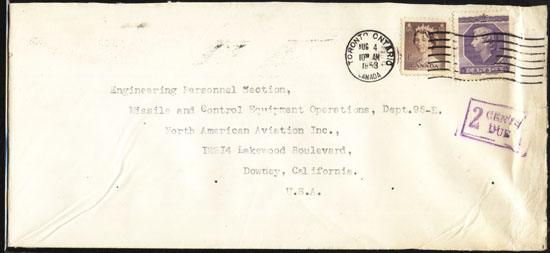 TORONTO, ONTARIO
AUG 4
10 AM
1953
CANADA
CANADA
Engineering Personnel Section,
Missile and Control Equipment Operations, Dept.95-E.
North American Aviation Inc.,
12214 Lakewood Boulevard,
Downey, California.
U.S.A.
2 CENTS
DUE